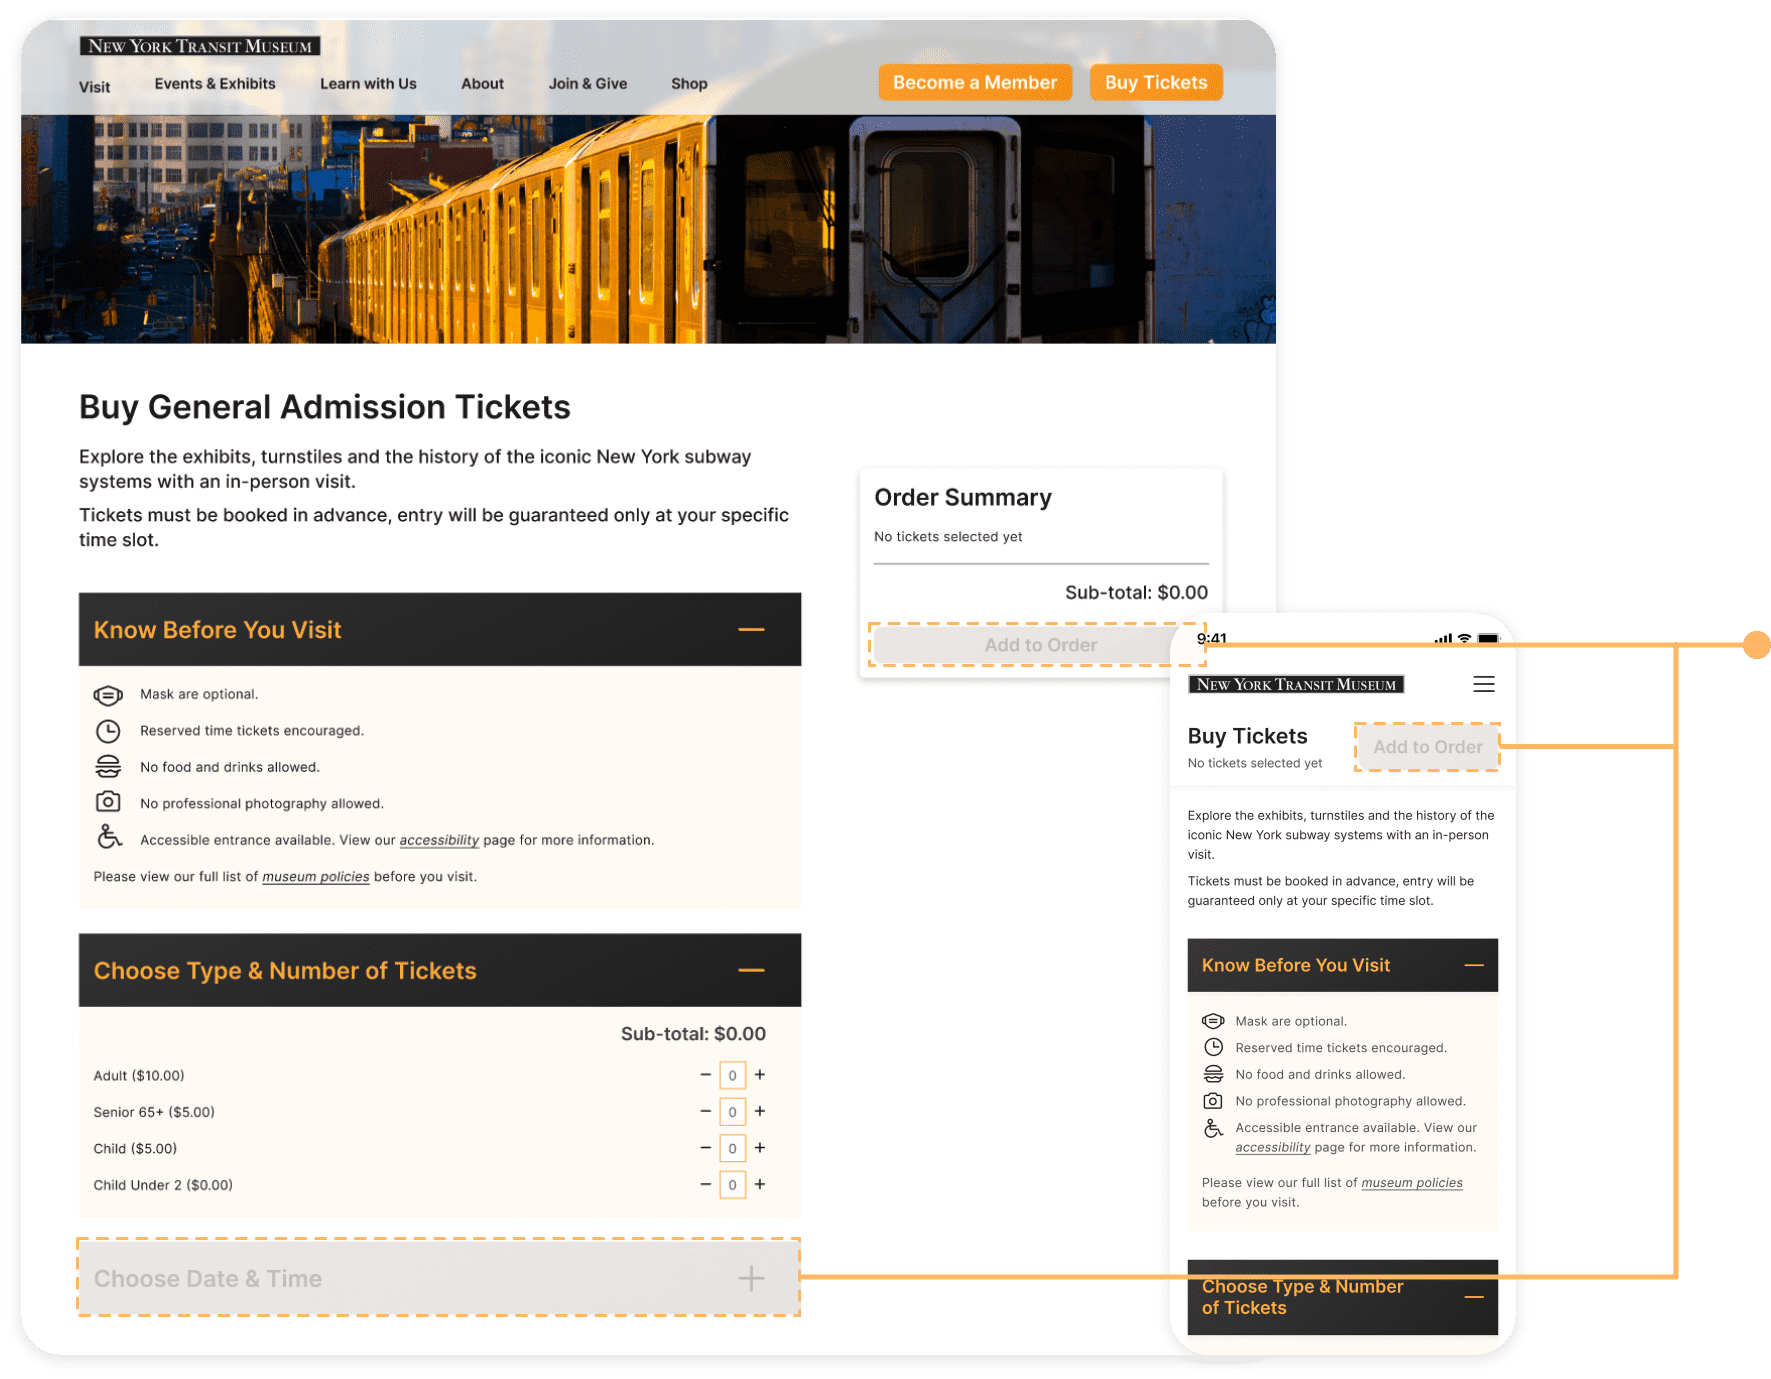 NEW YORK TRANSIT MUSEUM
Visit
Events & Exhibits
Learn with Us
About
Join & Give
Shop
Become a Member
Buy Tickets
Buy General Admission Tickets
Explore the exhibits, turnstiles and the history of the iconic New York subway
systems with an in-person visit.
Tickets must be booked in advance, entry will be guaranteed only at your specific
time slot.
Know Before You Visit
Mask are optional.
Reserved time tickets encouraged.
No food and drinks allowed.
No professional photography allowed.
Accessible entrance available. View our accessibility page for more information.
Please view our full list of museum policies before you visit.
Choose Type & Number of Tickets
Sub-total: $0.00
Adult ($10.00)
− 0 +
Senior 65+ ($5.00)
− 0 +
Child ($5.00)
− 0 +
Child Under 2 ($0.00)
− 0 +
Choose Date & Time
Order Summary
No tickets selected yet
Sub-total: $0.00
Add to Order
9:41
NEW YORK TRANSIT MUSEUM
Buy Tickets
No tickets selected yet
Add to Order
Explore the exhibits, turnstiles and the history of the
iconic New York subway systems with an in-person
visit.
Tickets must be booked in advance, entry will be
guaranteed only at your specific time slot.
Know Before You Visit
Mask are optional.
Reserved time tickets encouraged.
No food and drinks allowed.
No professional photography allowed.
Accessible entrance available. View our
accessibility page for more information.
Please view our full list of museum policies
before you visit.
Choose Type & Number
of Tickets